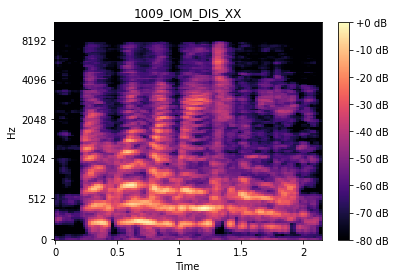 1009_IOM_DIS_XX
8192
4096
2048
1024
512
0
Hz
0
0.5
1
1.5
2
Time
+0 dB
-10 dB
-20 dB
-30 dB
-40 dB
-50 dB
-60 dB
-70 dB
-80 dB